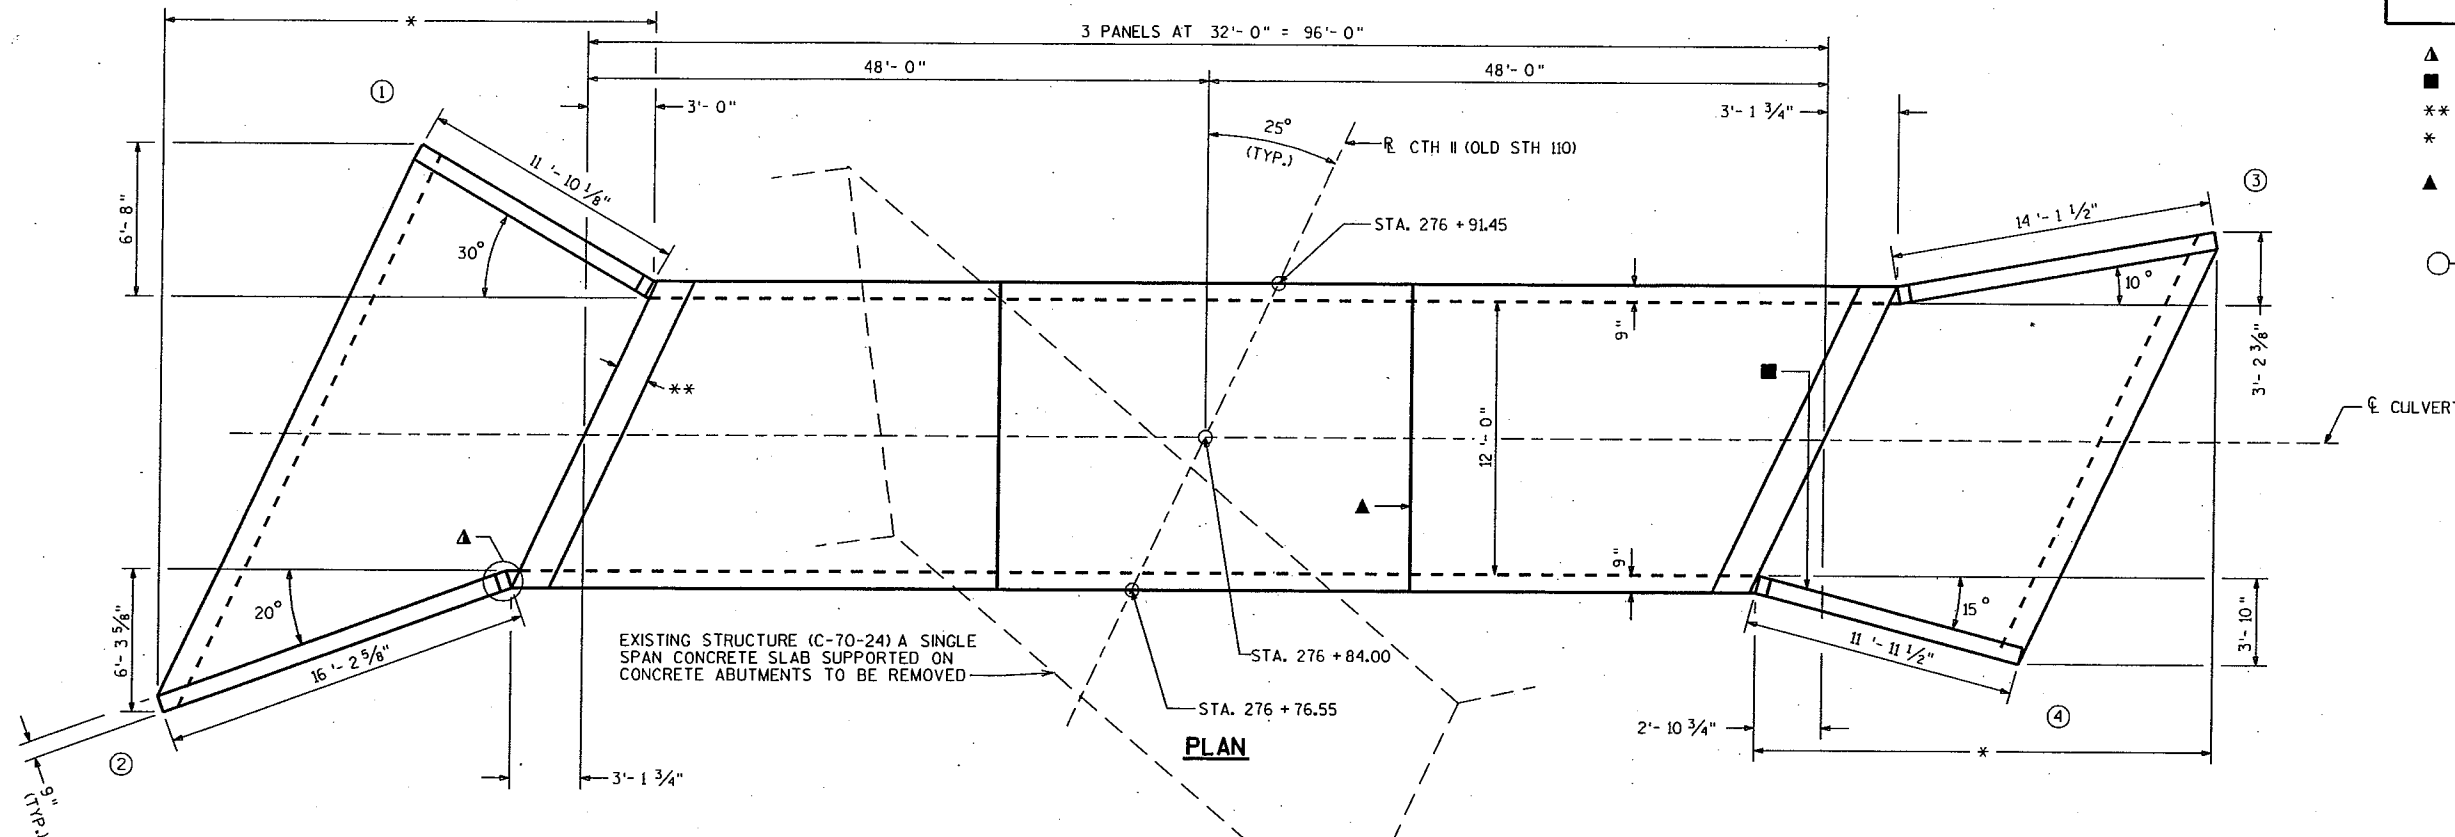 *
3 PANELS AT 32'-0" = 96'-0"
48'-0"
48'-0"
3'-0"
3'-1 3/4"
**
*
1
25°
(TYP.)
℄ CTH II (OLD STH 110)
11'-10 1/8"
6'-8"
30°
STA. 276+91.45
3
14'-1 1/2"
10°
9"
3'-2 3/8"
**
12'-0"
℄ CULVERT
9"
20°
6'-3 5/8"
16'-2 5/8"
EXISTING STRUCTURE (C-70-24) A SINGLE
SPAN CONCRETE SLAB SUPPORTED ON
CONCRETE ABUTMENTS TO BE REMOVED
STA. 276+84.00
STA. 276+76.55
15°
11'-11 1/2"
3'-10"
4
2'-10 3/4"
*
PLAN
2
3'-1 3/4"
9"
(TYP.)